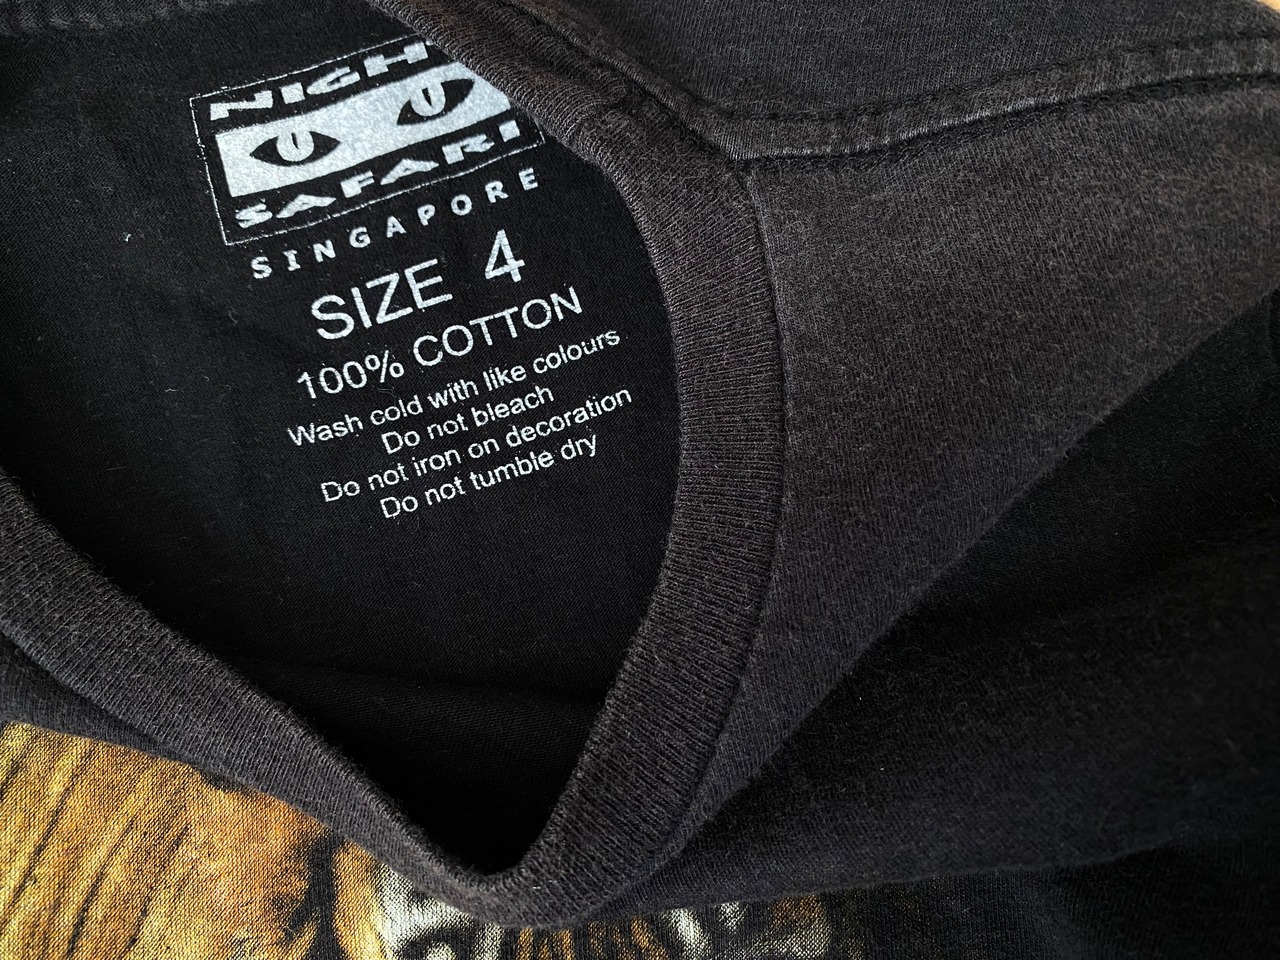 NIGH
SAFARI
SINGAPORE
SIZE 4
100% COTTON
Wash cold with like colours
Do not bleach
Do not iron on decoration
Do not tumble dry